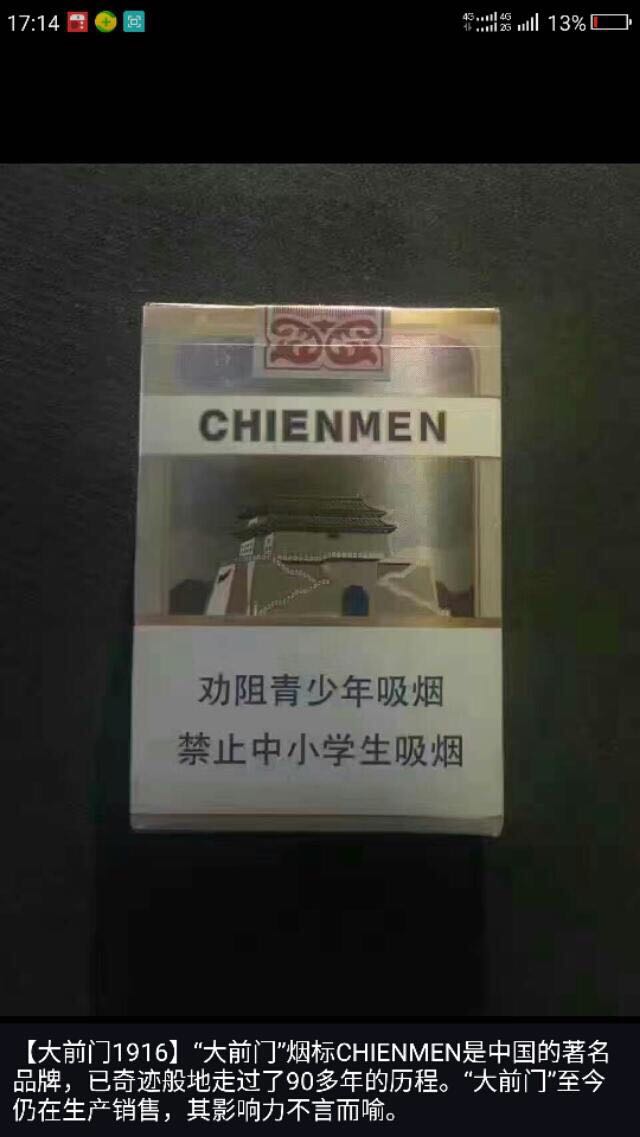 17:14
4G 4G 2G 13%
CHIENMEN
劝阻青少年吸烟
禁止中小学生吸烟
【大前门1916】“大前门”烟标CHIENMEN是中国的著名
品牌，已奇迹般地走过了90多年的历程。“大前门”至今
仍在生产销售，其影响力不言而喻。